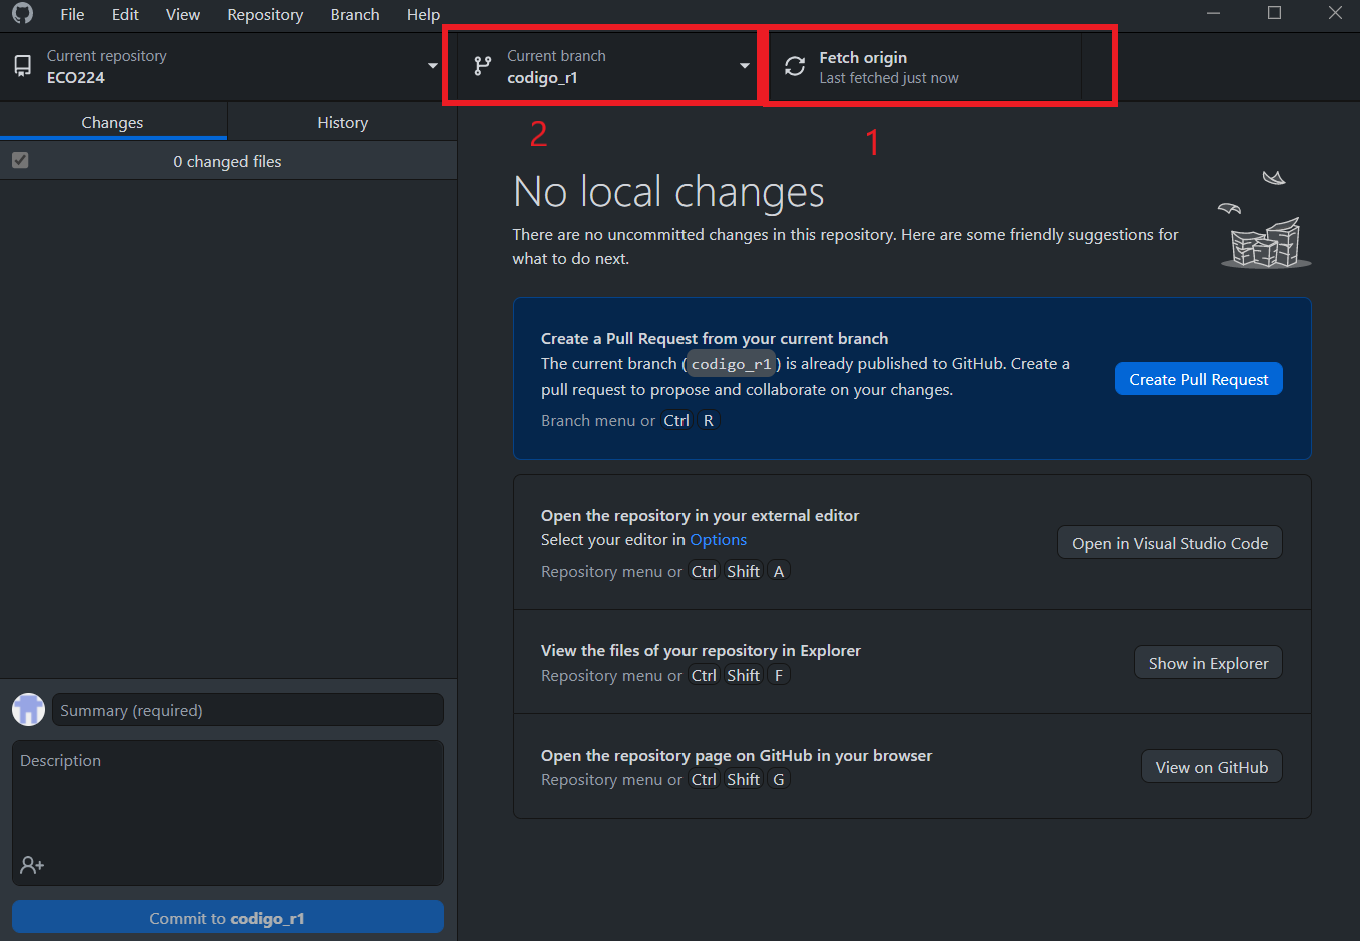 File Edit View Repository Branch Help
Current repository
ECO224
Current branch
codigo_r1
Fetch origin
Last fetched just now
2
1
Changes
History
0 changed files
No local changes
There are no uncommitted changes in this repository. Here are some friendly suggestions for
what to do next.
Create a Pull Request from your current branch
The current branch (codigo_r1) is already published to GitHub. Create a
pull request to propose and collaborate on your changes.
Branch menu or Ctrl R
Create Pull Request
Open the repository in your external editor
Select your editor in Options
Repository menu or Ctrl Shift A
Open in Visual Studio Code
View the files of your repository in Explorer
Repository menu or Ctrl Shift F
Show in Explorer
Open the repository page on GitHub in your browser
Repository menu or Ctrl Shift G
View on GitHub
Summary (required)
Description
Commit to codigo_r1